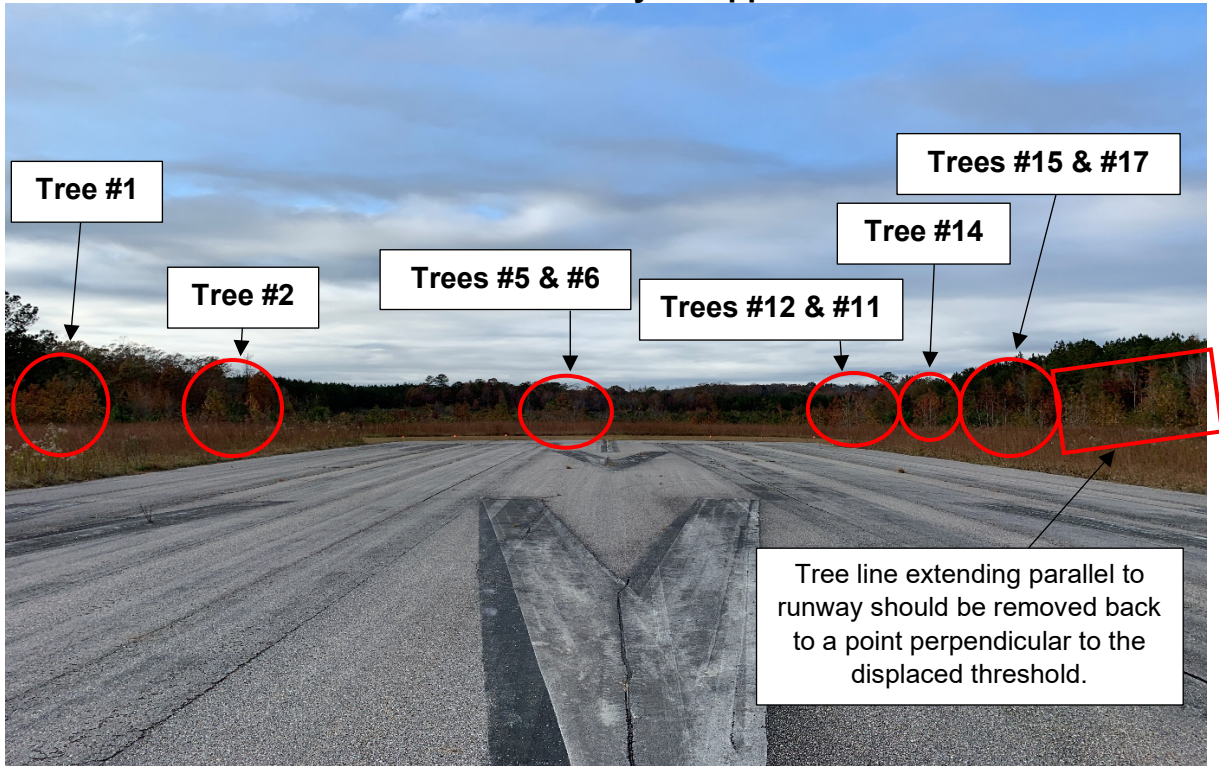 Trees #15 & #17
Tree #1
Tree #14
Trees #5 & #6
Tree #2
Trees #12 & #11
Tree line extending parallel to
runway should be removed back
to a point perpendicular to the
displaced threshold.